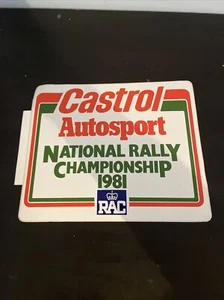 Castrol
Autosport
NATIONAL RALLY
CHAMPIONSHIP
1981
RAC